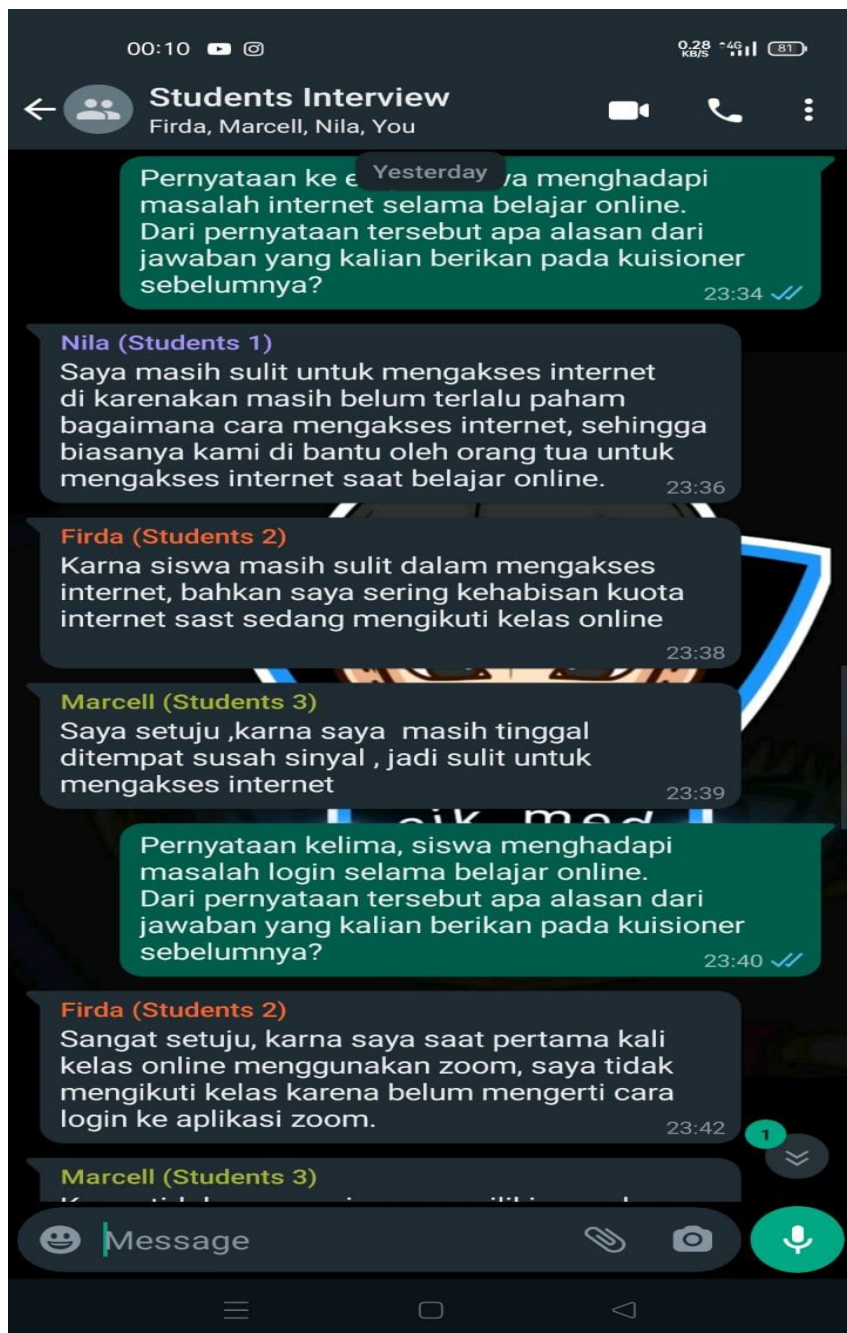 00:10
0.28 KB/S 4G 81
Students Interview
Firda, Marcell, Nila, You
Yesterday
Pernyataan ke menghadapi
masalah internet selama belajar online.
Dari pernyataan tersebut apa alasan dari
jawaban yang kalian berikan pada kuisioner
sebelumnya?
23:34
Nila (Students 1)
Saya masih sulit untuk mengakses internet
di karenakan masih belum terlalu paham
bagaimana cara mengakses internet, sehingga
biasanya kami di bantu oleh orang tua untuk
mengakses internet saat belajar online.
23:36
Firda (Students 2)
Karna siswa masih sulit dalam mengakses
internet, bahkan saya sering kehabisan kuota
internet sast sedang mengikuti kelas online
23:38
Marcell (Students 3)
Saya setuju ,karna saya masih tinggal
ditempat susah sinyal , jadi sulit untuk
mengakses internet
23:39
Pernyataan kelima, siswa menghadapi
masalah login selama belajar online.
Dari pernyataan tersebut apa alasan dari
jawaban yang kalian berikan pada kuisioner
sebelumnya?
23:40
Firda (Students 2)
Sangat setuju, karna saya saat pertama kali
kelas online menggunakan zoom, saya tidak
mengikuti kelas karena belum mengerti cara
login ke aplikasi zoom.
23:42
1
Marcell (Students 3)
Message